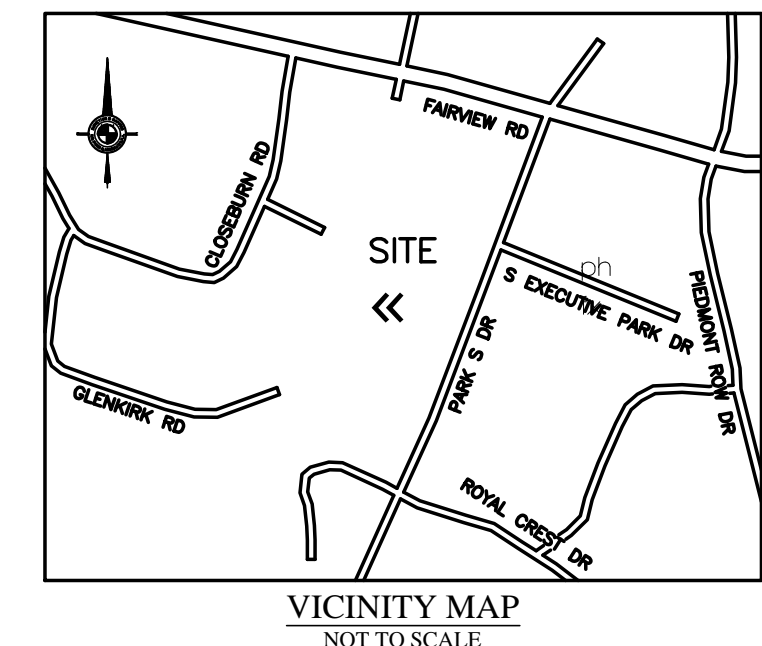 FAIRVIEW RD
CLOSEBURN RD
SITE
«
ph
S EXECUTIVE PARK DR
PIEDMONT ROW DR
PARK S DR
GLENKIRK RD
ROYAL CREST DR
VICINITY MAP
NOT TO SCALE